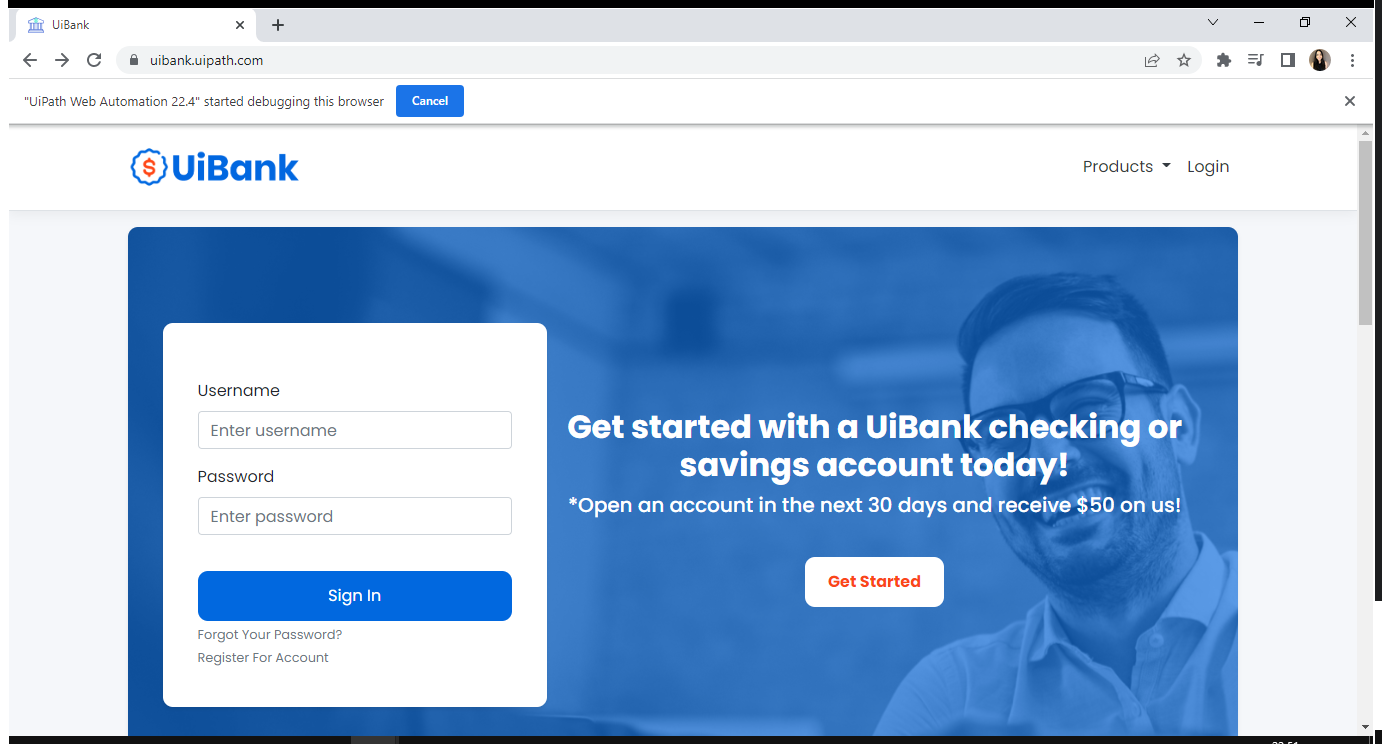 UiBank
uibank.uipath.com
"UiPath Web Automation 22.4" started debugging this browser
Cancel
$ UiBank
Products
Login
Username
Enter username
Password
Enter password
Sign In
Forgot Your Password?
Register For Account
Get started with a UiBank checking or
savings account today!
*Open an account in the next 30 days and receive $50 on us!
Get Started